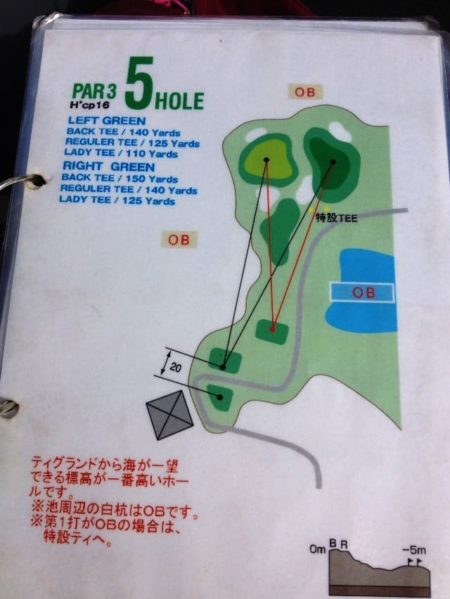 PAR3 5 HOLE
H'cp16
LEFT GREEN
BACK TEE / 140 Yards
REGULER TEE / 125 Yards
LADY TEE / 110 Yards
RIGHT GREEN
BACK TEE / 150 Yards
REGULER TEE / 140 Yards
LADY TEE / 125 Yards
OB
特設TEE
OB
OB
20
ティグランドから海が一望
できる標高が一番高いホー
ルです。
※池周辺の白杭はOBです。
※第1打がOBの場合は、
特設ティへ。
B R
0m
-5m